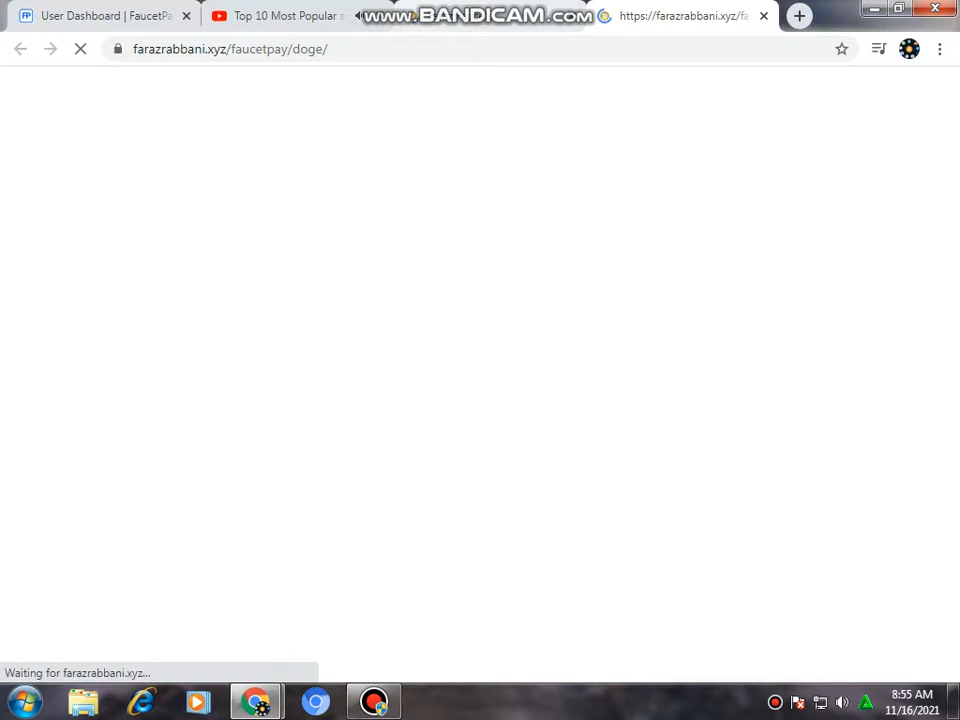 User Dashboard | FaucetPa
Top 10 Most Popular s
www.BANDICAM.com
https://farazrabbani.xyz/fa
farazrabbani.xyz/faucetpay/doge/
Waiting for farazrabbani.xyz...
8:55 AM
11/16/2021